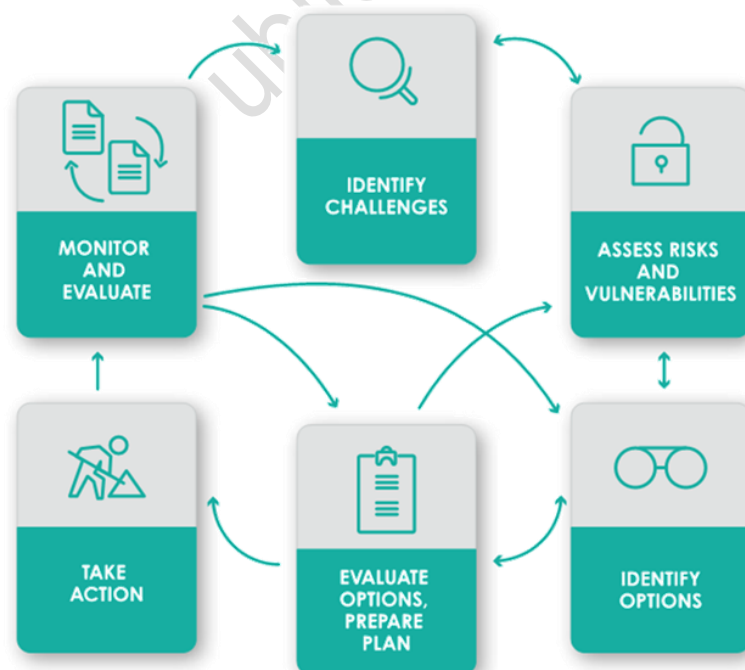 IDENTIFY
CHALLENGES
MONITOR
AND
EVALUATE
ASSESS RISKS
AND
VULNERABILITIES
TAKE
ACTION
EVALUATE
OPTIONS,
PREPARE
PLAN
IDENTIFY
OPTIONS